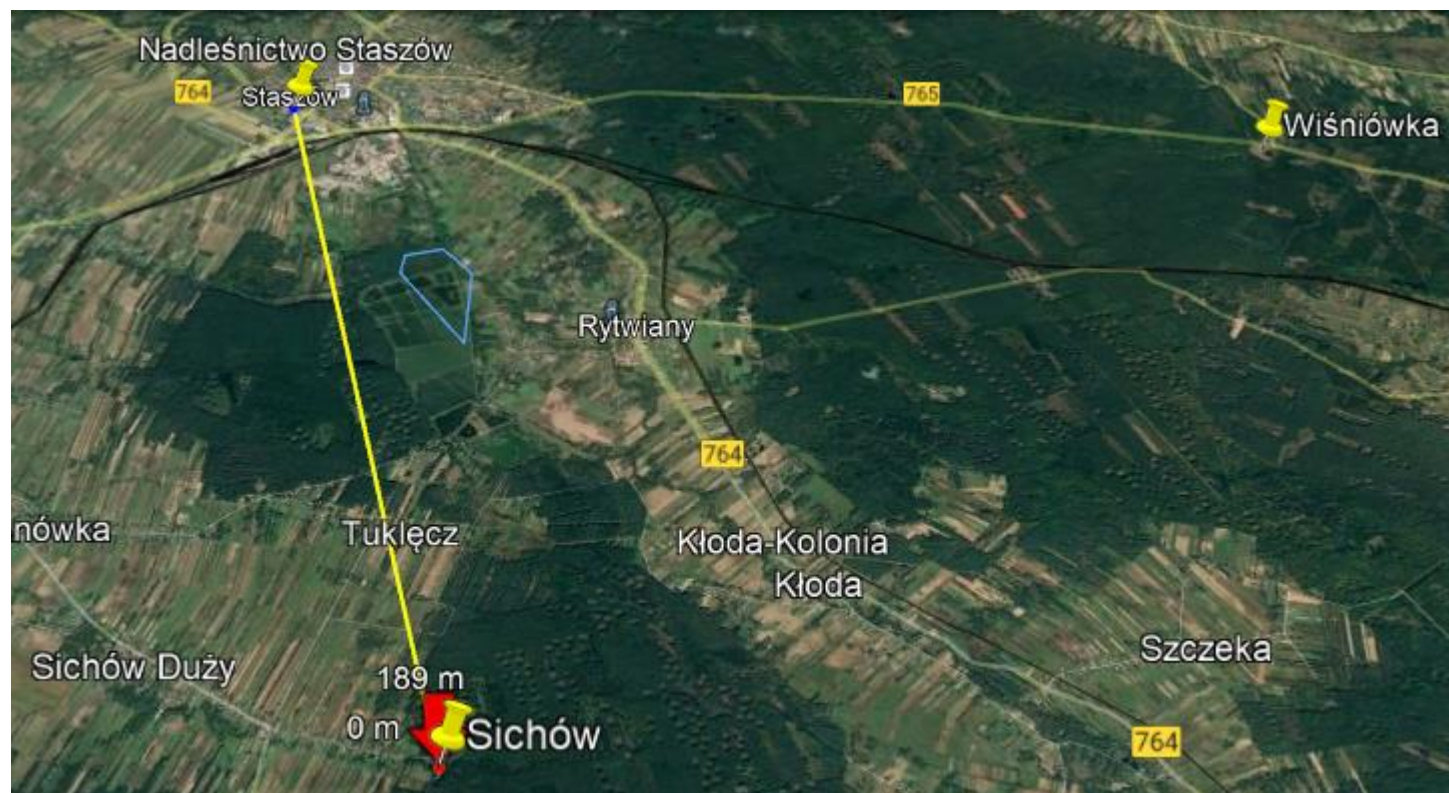 Nadleśnictwo Staszów
764
Staszów
765
Wiśniówka
Rytwiany
764
nówka
Tuklęcz
Kłoda-Kolonia
Kłoda
Szczeka
Sichów Duży
189 m
0 m
Sichów
764